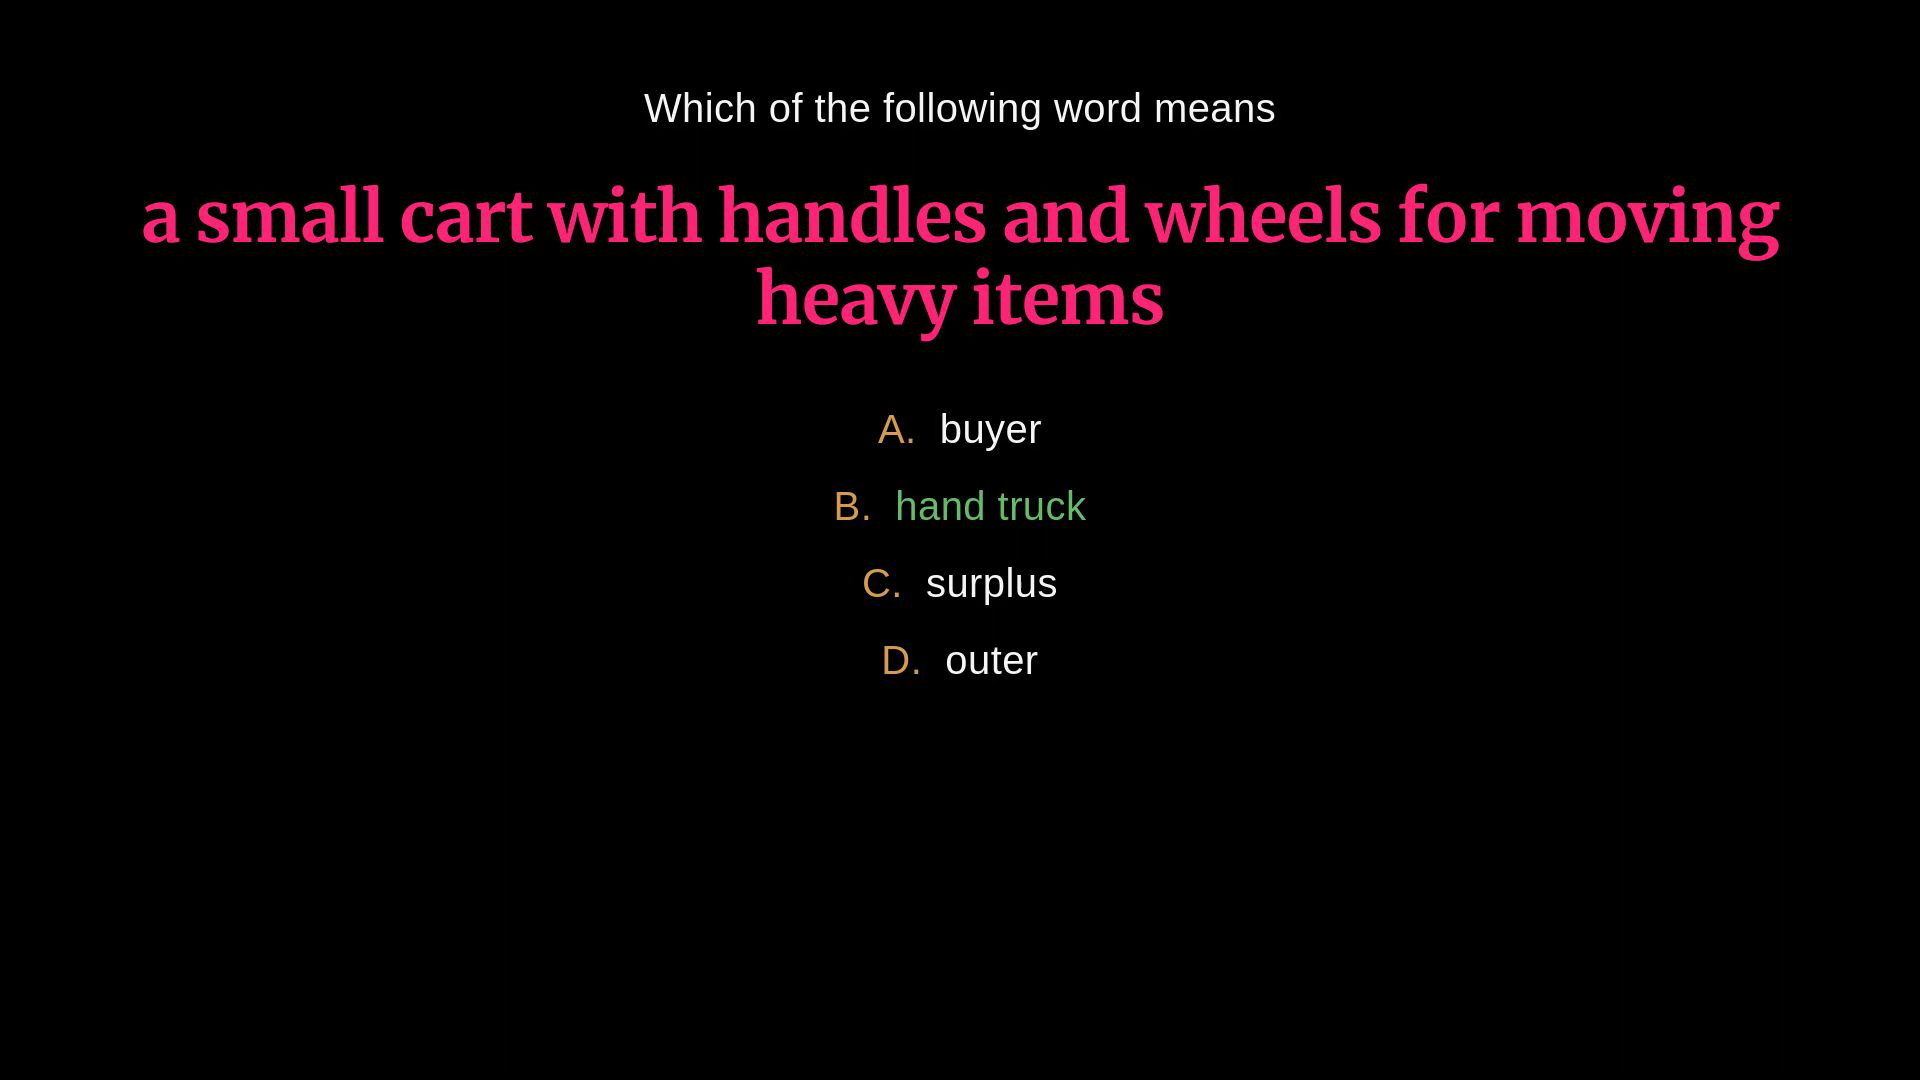 Which of the following word means
a small cart with handles and wheels for moving
heavy items
A. buyer
B. hand truck
C. surplus
D. outer